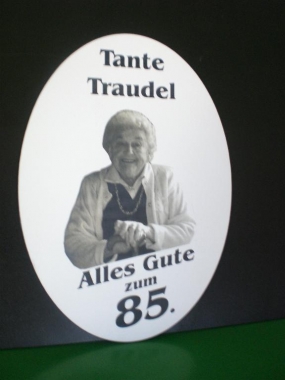 Tante
Traudel
Alles Gute
zum
85.